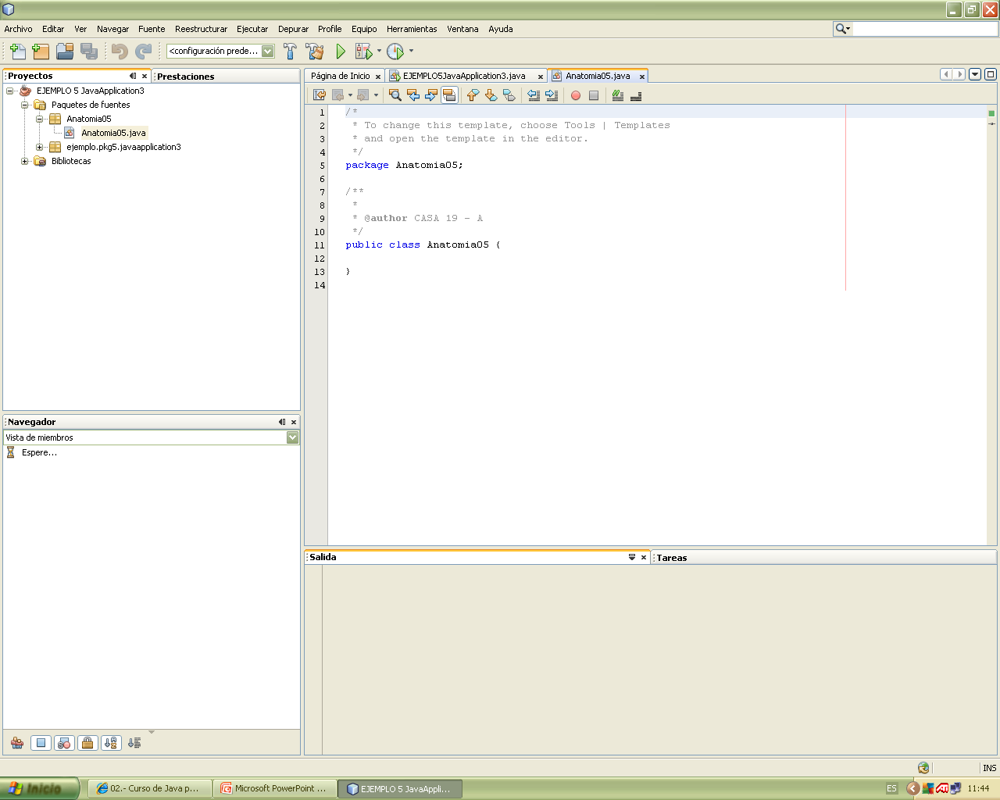 Archivo Editar Ver Navegar Fuente Reestructurar Ejecutar Depurar Profile Equipo Herramientas Ventana Ayuda
<configuración prede...
Proyectos
Prestaciones
EJEMPLO 5 JavaApplication3
Paquetes de fuentes
Anatomia05
Anatomia05.java
ejemplo.pkg5.javaapplication3
Bibliotecas
Navegador
Vista de miembros
Espere...
Página de Inicio EJEMPLO5JavaApplication3.java Anatomia05.java
1 /*
2 * To change this template, choose Tools | Templates
3 * and open the template in the editor.
4 */
5 package Anatomia05;
6
7 /**
8 *
9 * @author CASA 19 - A
10 */
11 public class Anatomia05 {
12
13 }
14
Salida
Tareas
INS
Inicio
02.- Curso de Java p...
Microsoft PowerPoint ...
EJEMPLO 5 JavaAppli...
ES
11:44